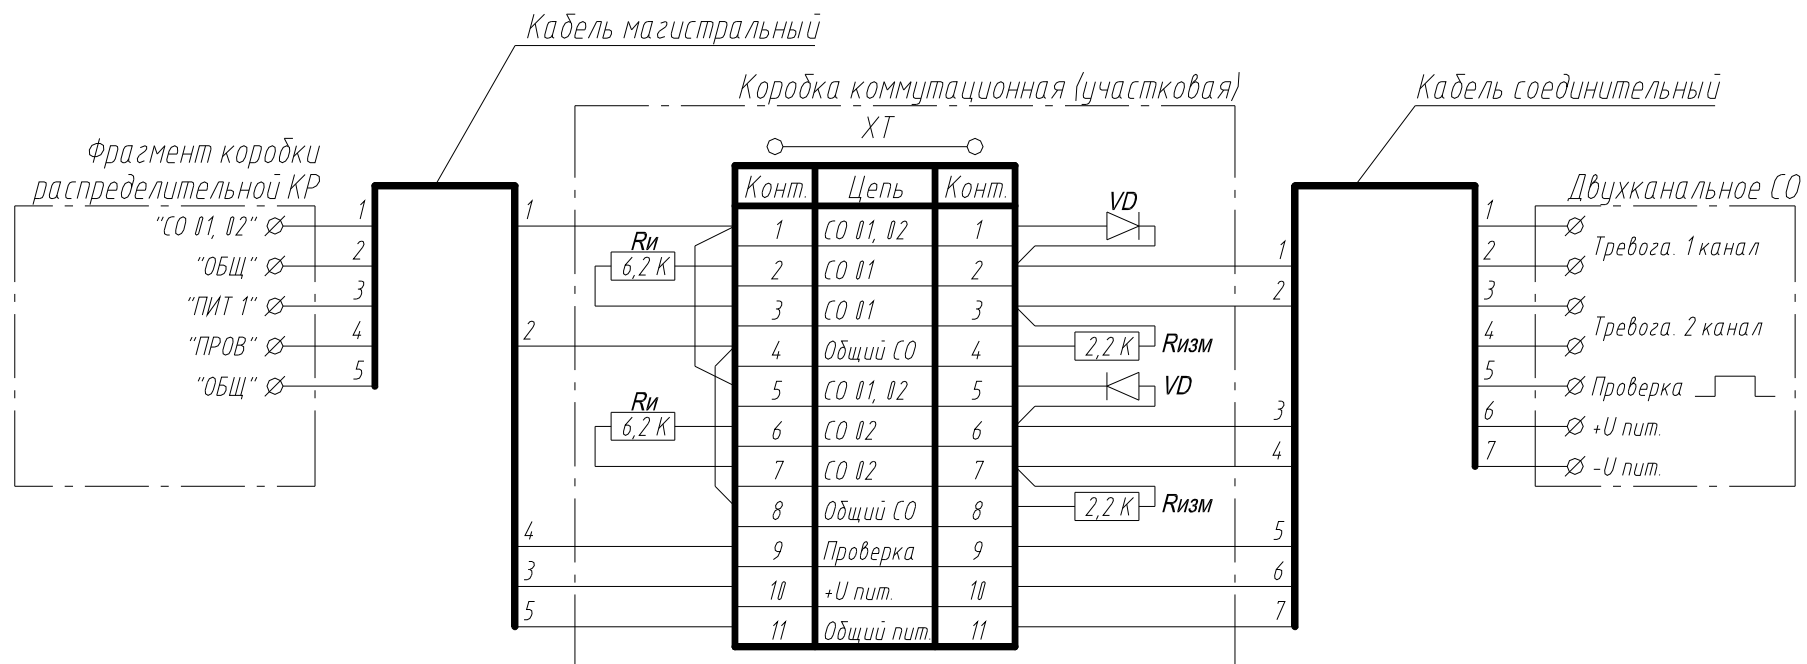 Кабель магистральный
Коробка коммутационная (участковая)
Кабель соединительный
XT
Фрагмент коробки
распределительной КР
"СО 01, 02"
"ОБЩ"
"ПИТ 1"
"ПРОВ"
"ОБЩ"
1
2
3
4
5
1
2
4
3
5
Rи
6,2 К
Rи
6,2 К
Конт. Цепь Конт.
1 СО 01, 02 1
2 СО 01 2
3 СО 01 3
4 Общий СО 4
5 СО 01, 02 5
6 СО 02 6
7 СО 02 7
8 Общий СО 8
9 Проверка 9
10 +U пит. 10
11 Общий пит. 11
VD
2,2 К Rизм
VD
2,2 К Rизм
1
2
3
4
5
6
7
Двухканальное СО
1
2
3
4
5
6
7
Тревога. 1 канал
Тревога. 2 канал
Проверка
+U пит.
-U пит.